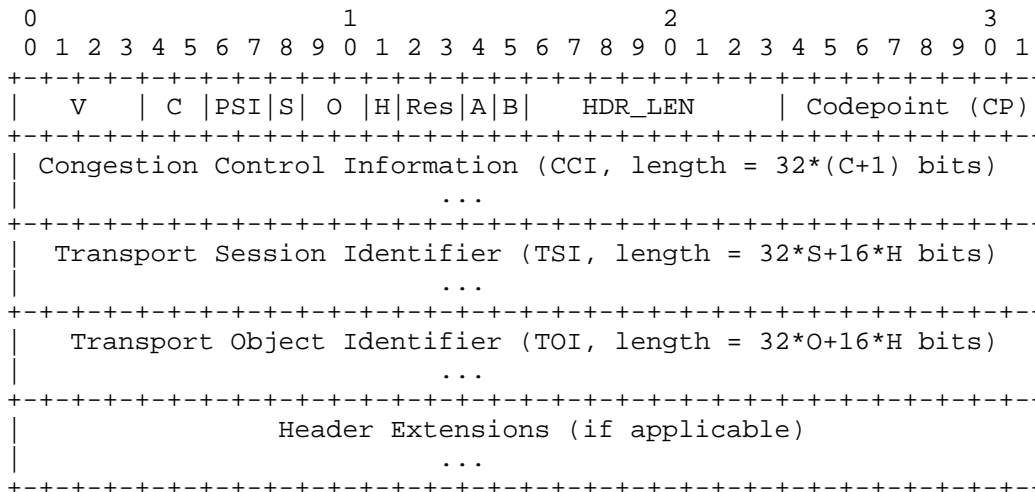 0                   1                   2                   3
 0 1 2 3 4 5 6 7 8 9 0 1 2 3 4 5 6 7 8 9 0 1 2 3 4 5 6 7 8 9 0 1
+-+-+-+-+-+-+-+-+-+-+-+-+-+-+-+-+-+-+-+-+-+-+-+-+-+-+-+-+-+-+-+-
|   V   | C |PSI|S| O |H|Res|A|B|   HDR_LEN     | Codepoint (CP)
+-+-+-+-+-+-+-+-+-+-+-+-+-+-+-+-+-+-+-+-+-+-+-+-+-+-+-+-+-+-+-+-
| Congestion Control Information (CCI, length = 32*(C+1) bits)
|                          ...
+-+-+-+-+-+-+-+-+-+-+-+-+-+-+-+-+-+-+-+-+-+-+-+-+-+-+-+-+-+-+-+-
|  Transport Session Identifier (TSI, length = 32*S+16*H bits)
|                          ...
+-+-+-+-+-+-+-+-+-+-+-+-+-+-+-+-+-+-+-+-+-+-+-+-+-+-+-+-+-+-+-+-
|   Transport Object Identifier (TOI, length = 32*O+16*H bits)
|                          ...
+-+-+-+-+-+-+-+-+-+-+-+-+-+-+-+-+-+-+-+-+-+-+-+-+-+-+-+-+-+-+-+-
|                Header Extensions (if applicable)
|                          ...
+-+-+-+-+-+-+-+-+-+-+-+-+-+-+-+-+-+-+-+-+-+-+-+-+-+-+-+-+-+-+-+-